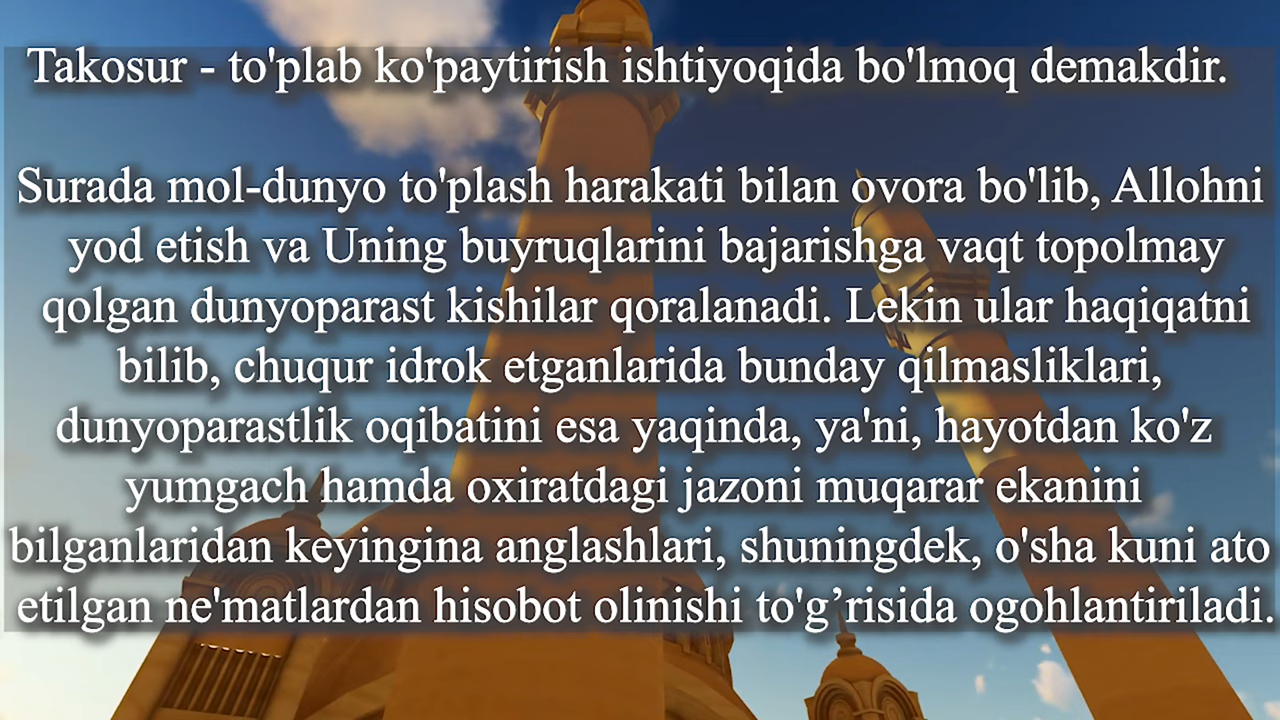 Takosur - to'plab ko'paytirish ishtiyoqida bo'lmoq demakdir.
Surada mol-dunyo to'plash harakati bilan ovora bo'lib, Allohni
yod etish va Uning buyruqlarini bajarishga vaqt topolmay
qolgan dunyoparast kishilar qoralanadi. Lekin ular haqiqatni
bilib, chuqur idrok etganlarida bunday qilmasliklari,
dunyoparastlik oqibatini esa yaqinda, ya'ni, hayotdan ko'z
yumgach hamda oxiratdagi jazoni muqarar ekanini
bilganlaridan keyingina anglashlari, shuningdek, o'sha kuni ato
etilgan ne'matlardan hisobot olinishi to'g’risida ogohlantiriladi.